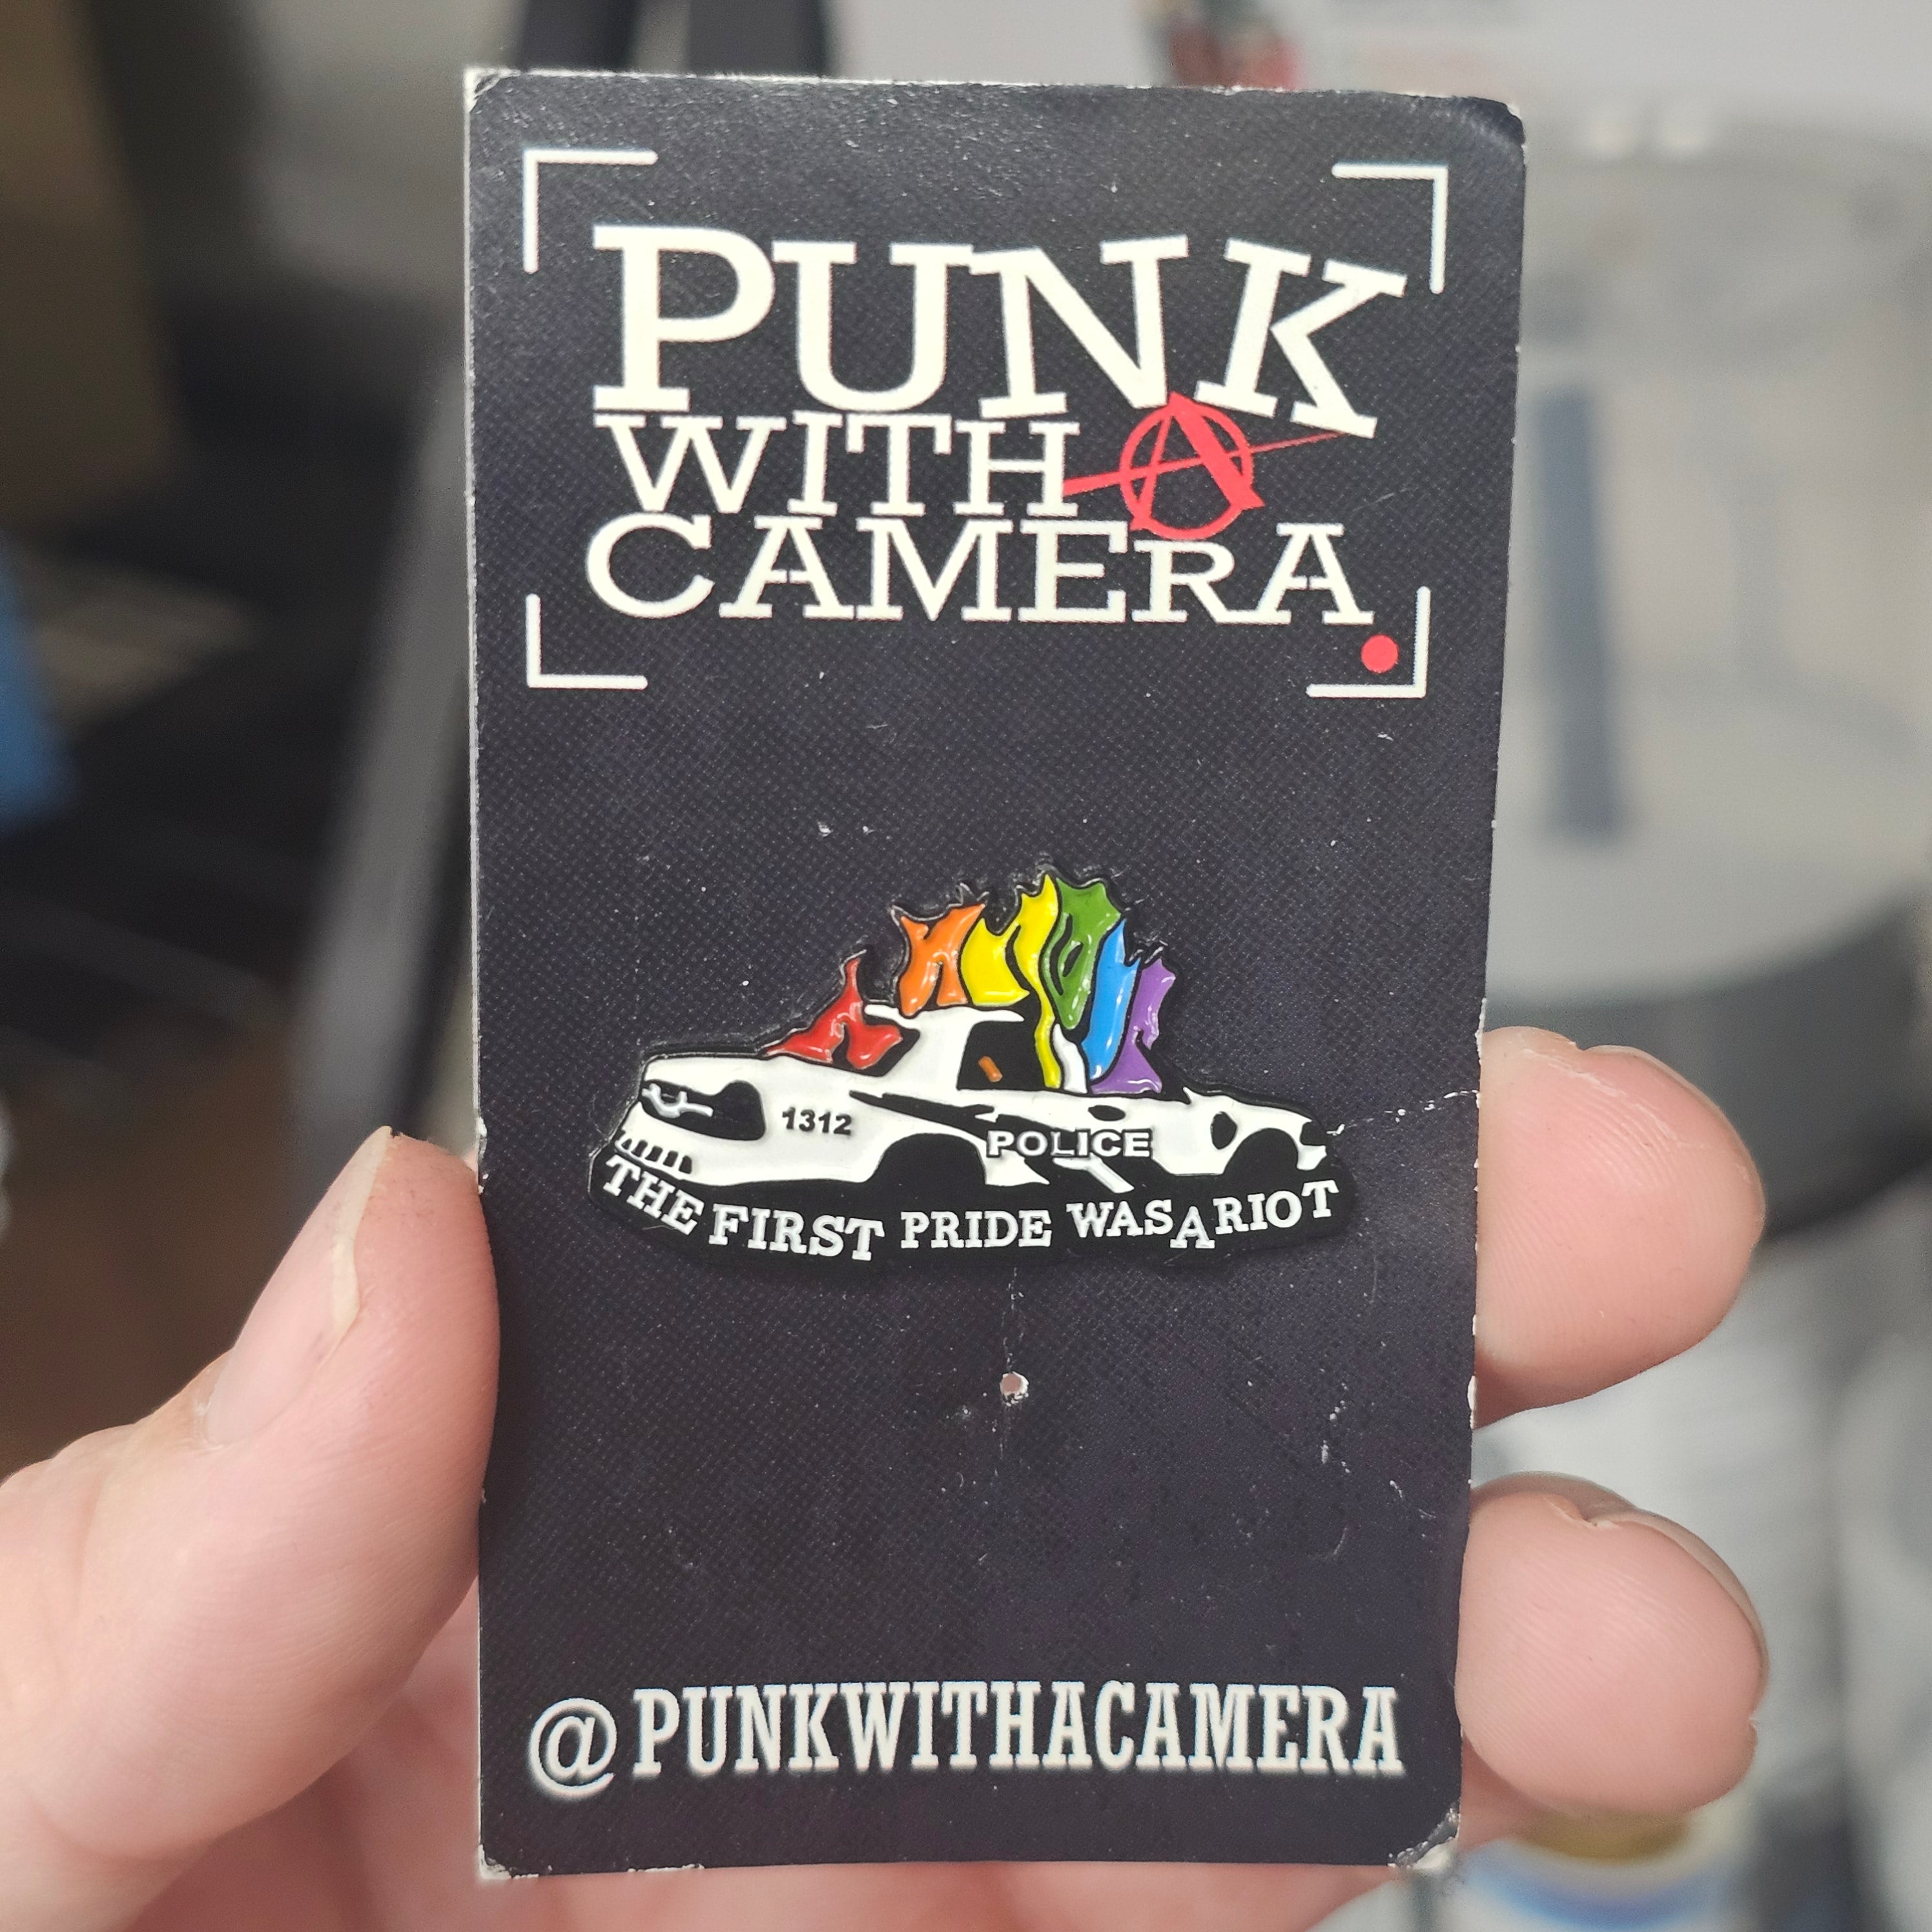 PUNK
WITH A
CAMERA
1312
POLICE
THE FIRST PRIDE WAS A RIOT
@PUNKWITHACAMERA